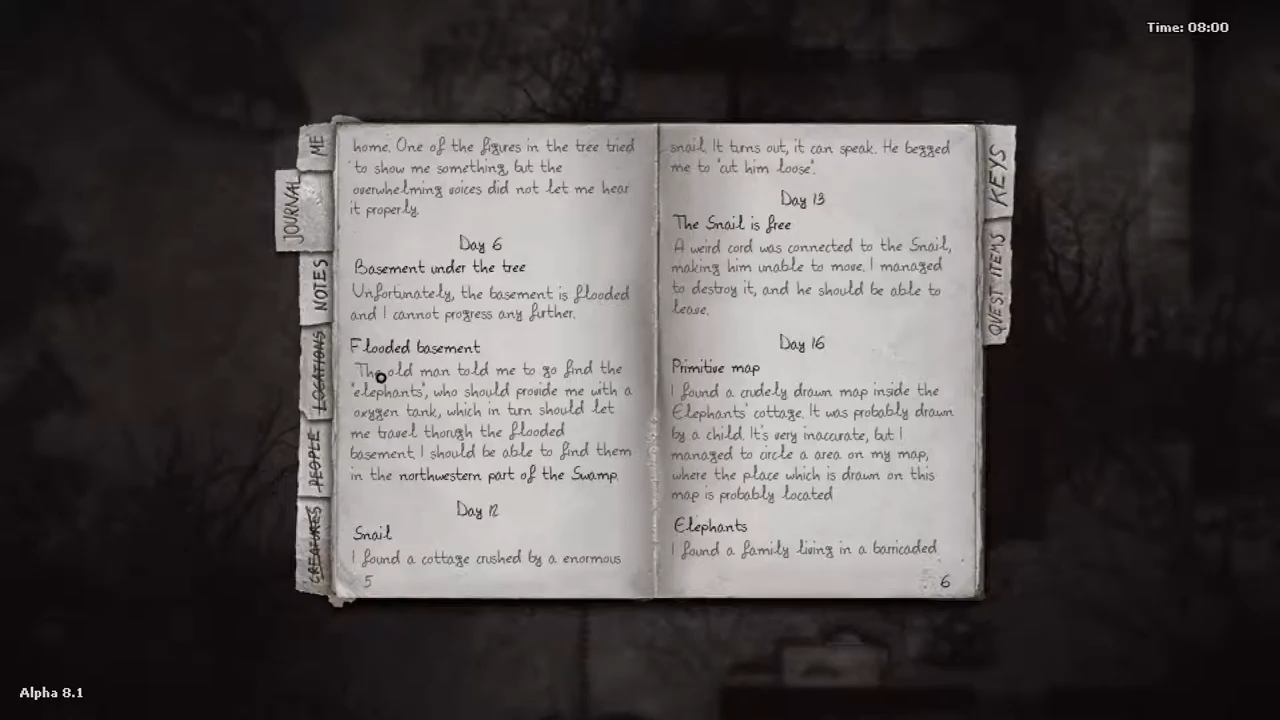 Time: 08:00
ME
JOURNAL
NOTES
LOCATIONS
PEOPLE
CREATURES
home. One of the figures in the tree tried
to show me something, but the
overwhelming voices did not let me hear
it properly.
Day 6
Basement under the tree
Unfortunately, the basement is flooded
and I cannot progress any further.
Flooded basement
The old man told me to go find the
"elephants", who should provide me with a
oxygen tank, which in turn should let
me travel thorugh the flooded
basement. I should be able to find them
in the northwestern part of the Swamp.
Day 12
Snail
I found a cottage crushed by a enormous
5
snail. It turns out, it can speak. He begged
me to "cut him loose".
Day 13
The Snail is free
A weird cord was connected to the Snail,
making him unable to move. I managed
to destroy it, and he should be able to
leave.
Day 16
Primitive map
I found a crudely drawn map inside the
Elephants' cottage. It was probably drawn
by a child. It's very inaccurate, but I
managed to circle a area on my map,
where the place which is drawn on this
map is probably located
Elephants
I found a family living in a barricaded
6
KEYS
QUEST ITEMS
Alpha 8.1